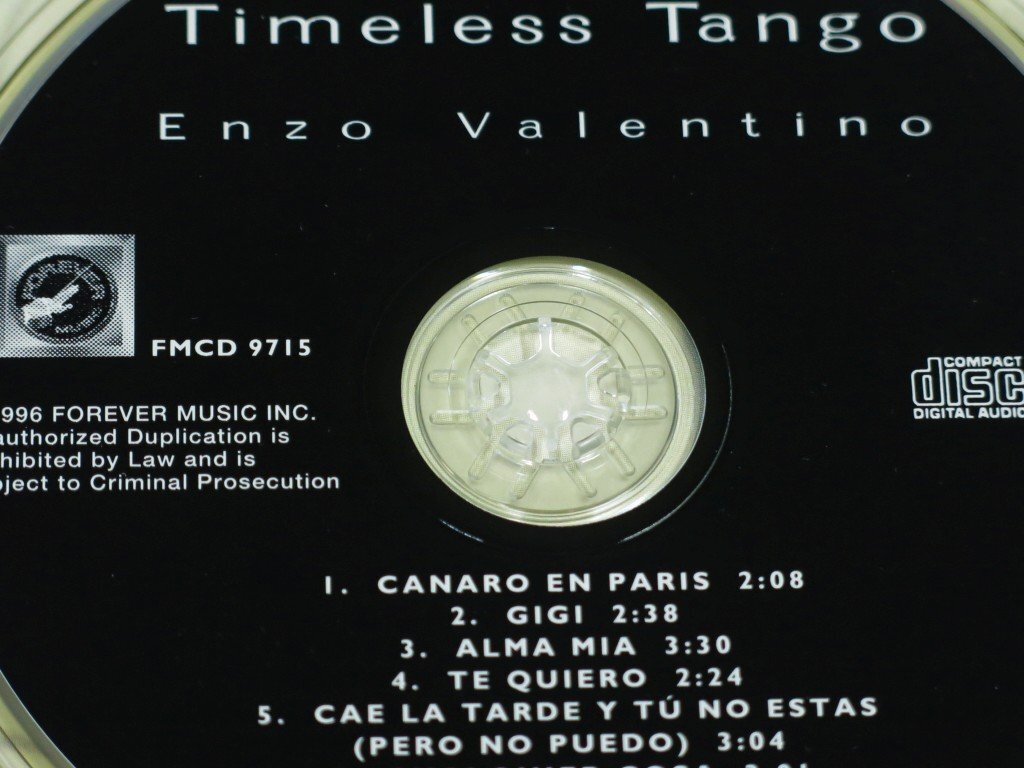 Timeless Tango
Enzo Valentino
FOREVER
MUSIC
FMCD 9715
996 FOREVER MUSIC INC.
authorized Duplication is
hibited by Law and is
ject to Criminal Prosecution
COMPACT
disc
DIGITAL AUDIO
1. CANARO EN PARIS 2:08
2. GIGI 2:38
3. ALMA MIA 3:30
4. TE QUIERO 2:24
5. CAE LA TARDE Y TÚ NO ESTAS
(PERO NO PUEDO) 3:04